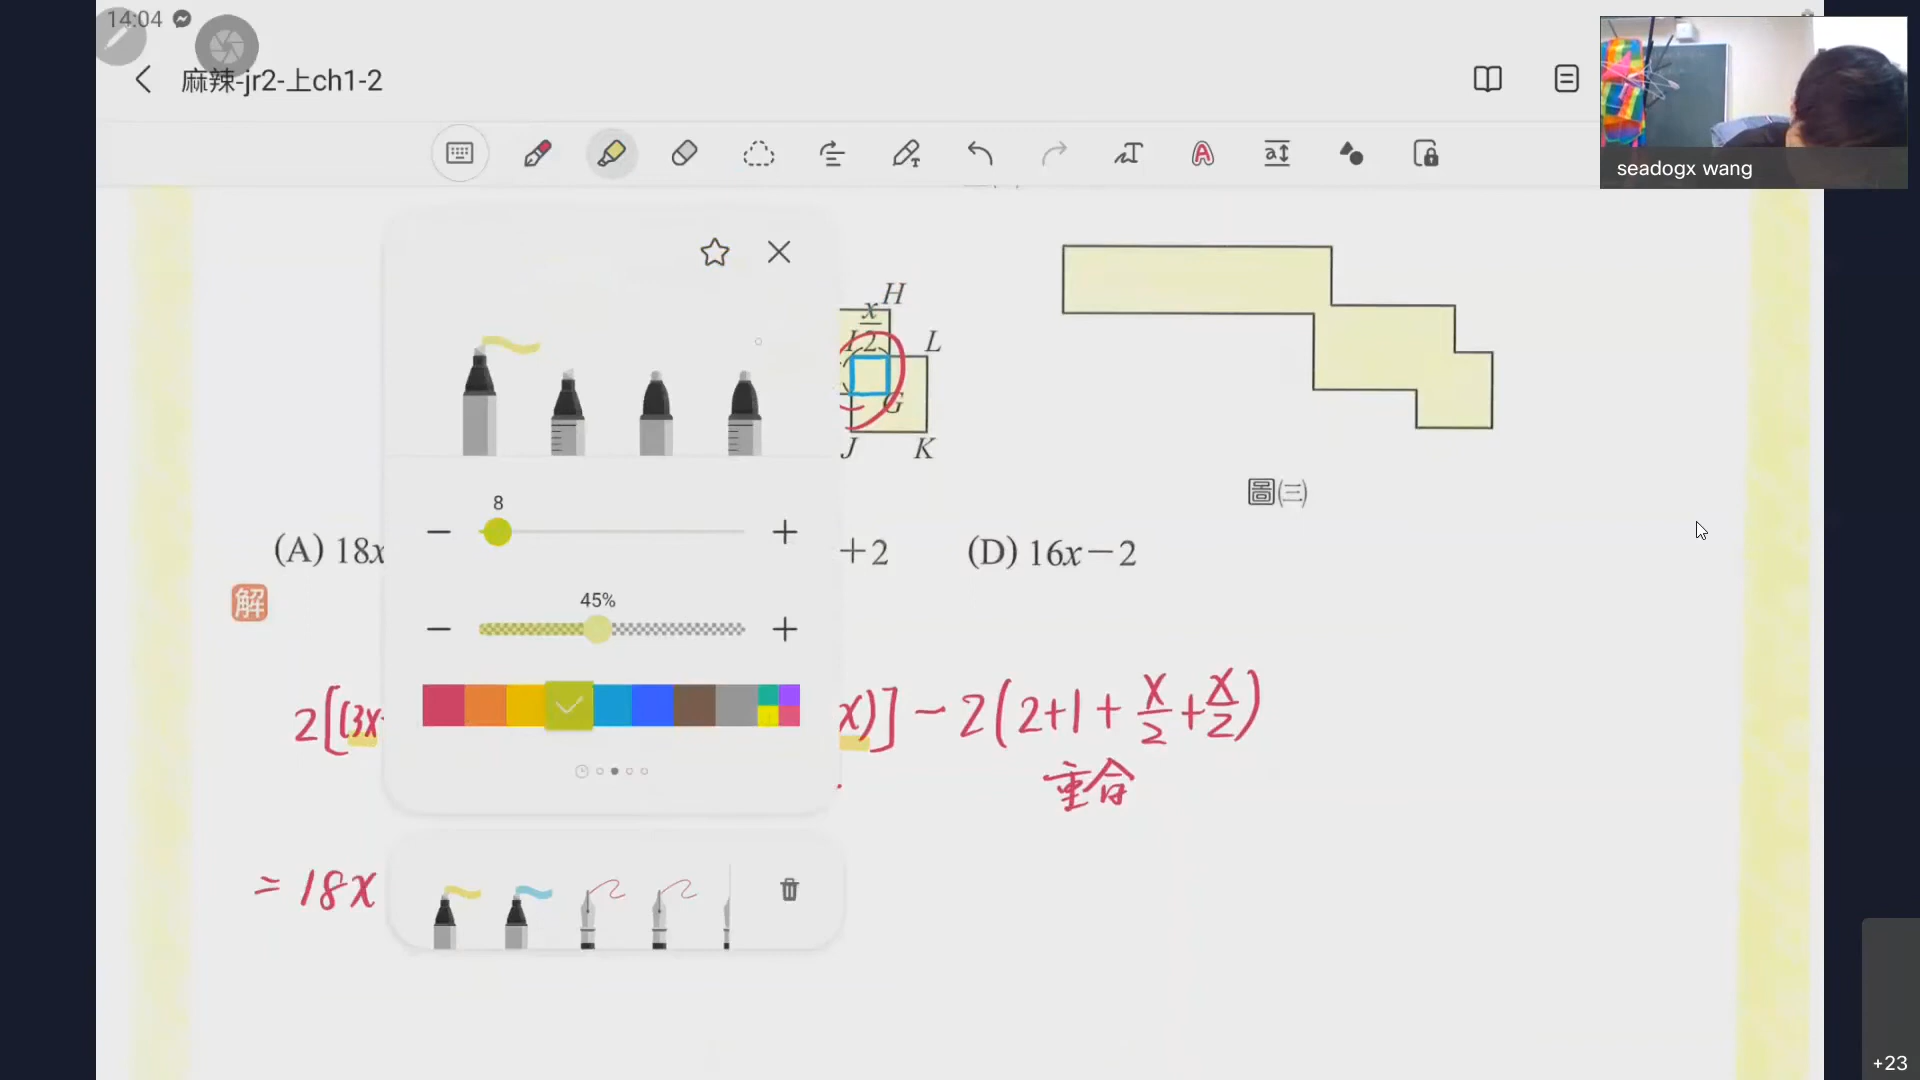 14:04
麻辣-jr2-上ch1-2
seadogx wang
H
x
I 2
L
G
J K
圖(三)
8
45%
(A) 18x
+2
(D) 16x－2
解
2[(3x
x)]－2(2+1+x/2+x/2)
重合
= 18x
+23